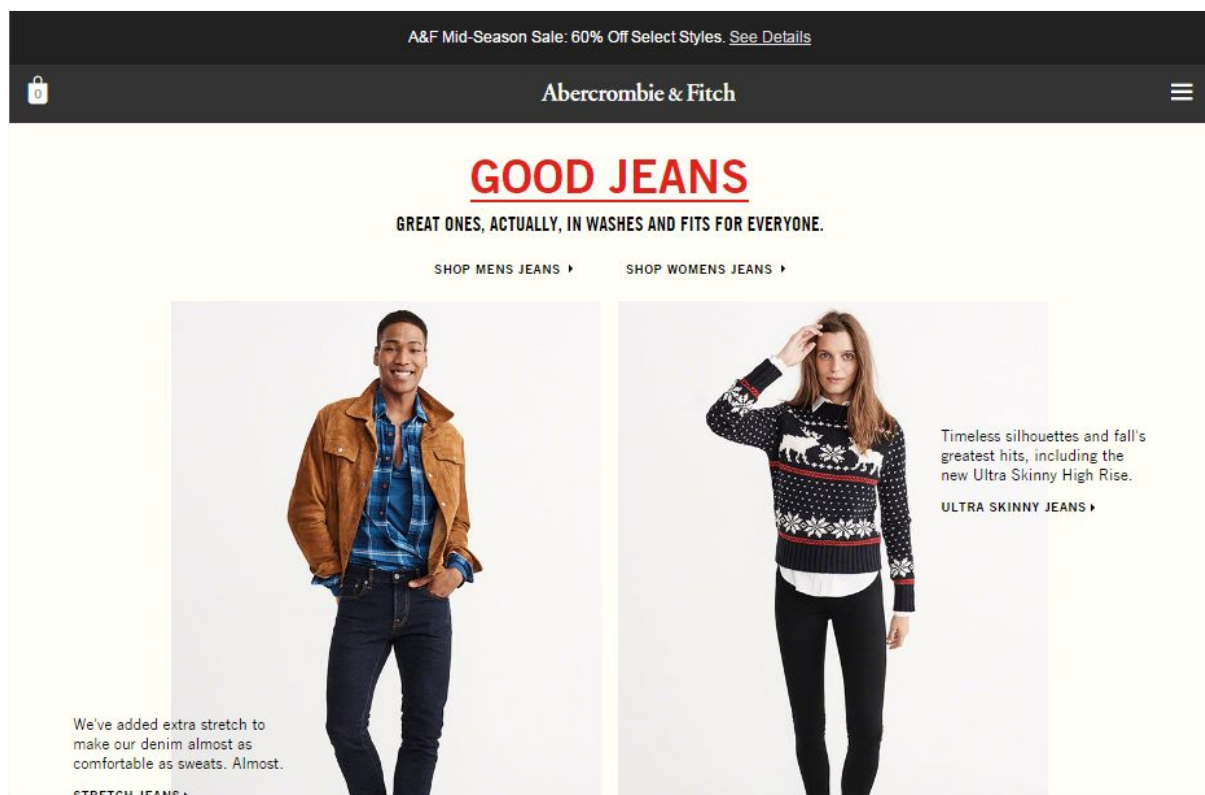 A&F Mid-Season Sale: 60% Off Select Styles. See Details
0
Abercrombie & Fitch
GOOD JEANS
GREAT ONES, ACTUALLY, IN WASHES AND FITS FOR EVERYONE.
SHOP MENS JEANS
SHOP WOMENS JEANS
Timeless silhouettes and fall's
greatest hits, including the
new Ultra Skinny High Rise.
ULTRA SKINNY JEANS
We've added extra stretch to
make our denim almost as
comfortable as sweats. Almost.
STRETCH JEANS